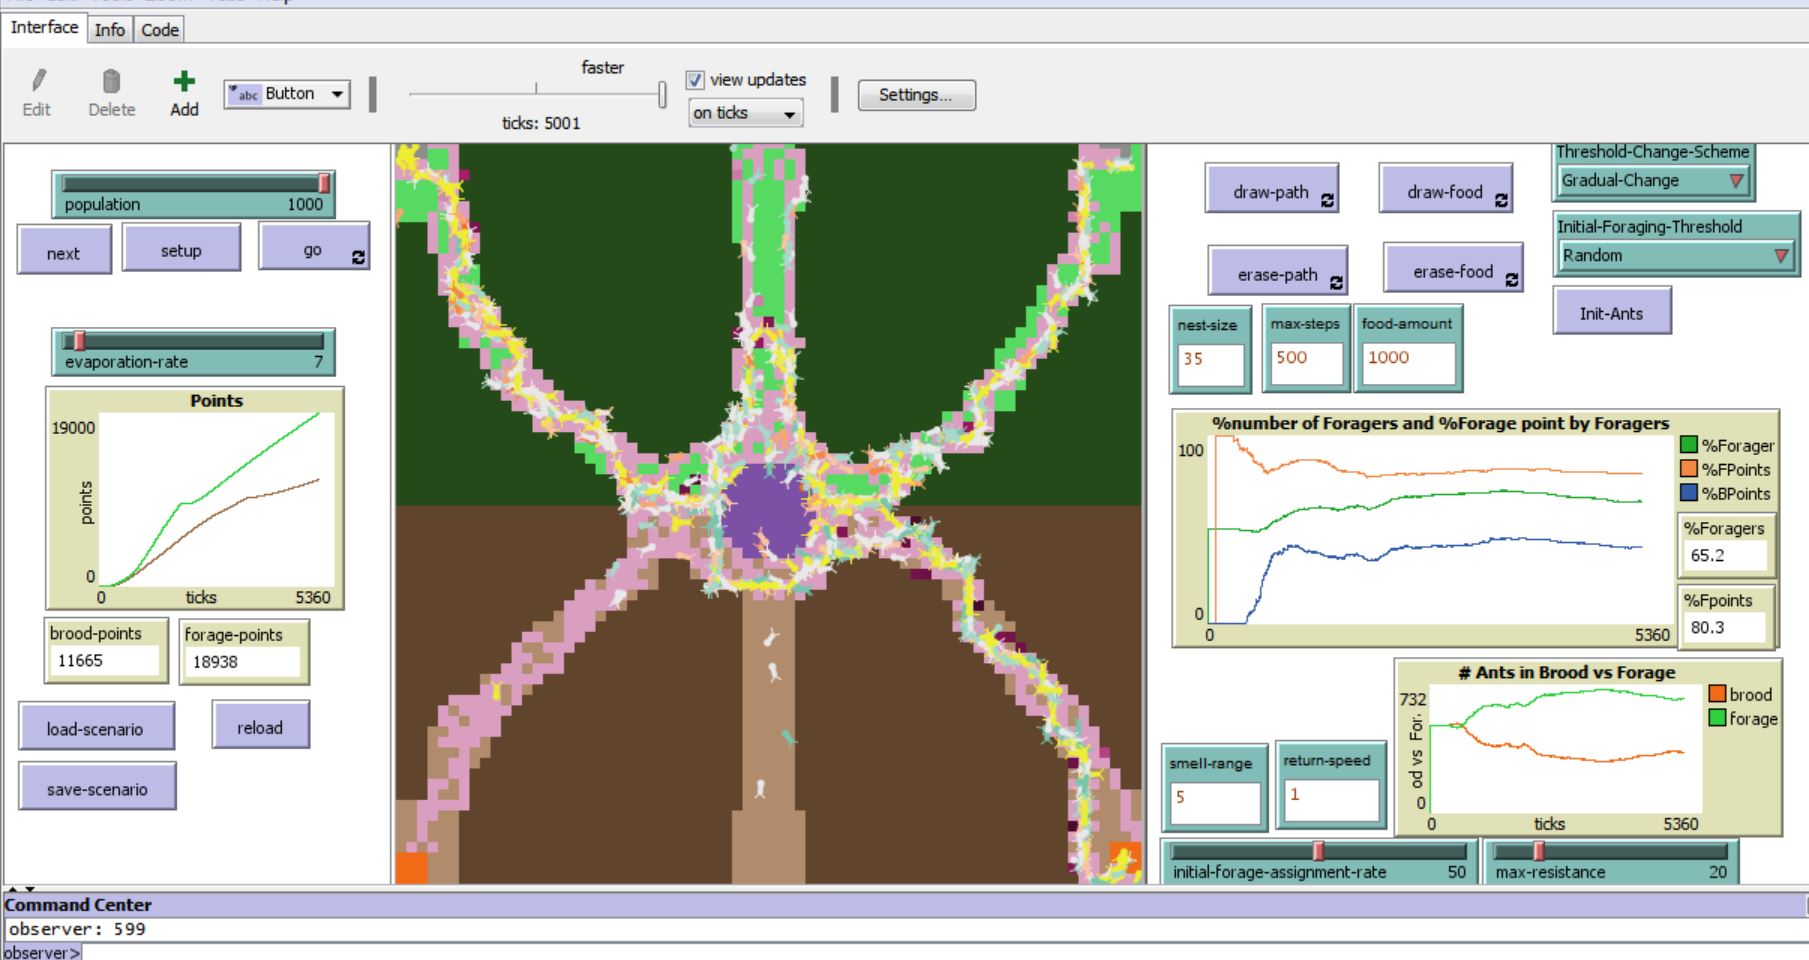 Interface Info Code
Edit Delete Add abc Button
faster
ticks: 5001
view updates
on ticks
Settings...
population 1000
next setup go
evaporation-rate 7
Points
19000
points
0
0 ticks 5360
brood-points
11665
forage-points
18938
load-scenario reload
save-scenario
draw-path draw-food
erase-path erase-food
Threshold-Change-Scheme
Gradual-Change
Initial-Foraging-Threshold
Random
Init-Ants
nest-size
35
max-steps
500
food-amount
1000
%number of Foragers and %Forage point by Foragers
100
0
0 5360
%Forager
%FPoints
%BPoints
%Foragers
65.2
%Fpoints
80.3
# Ants in Brood vs Forage
732
od vs For.
0
0 ticks 5360
brood
forage
smell-range
5
return-speed
1
initial-forage-assignment-rate 50
max-resistance 20
Command Center
observer: 599
observer>